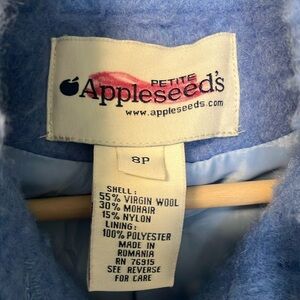 PETITE
Appleseed's
www.appleseeds.com
8P
SHELL:
55% VIRGIN WOOL
30% MOHAIR
15% NYLON
LINING:
100% POLYESTER
MADE IN
ROMANIA
RN 76915
SEE REVERSE
FOR CARE